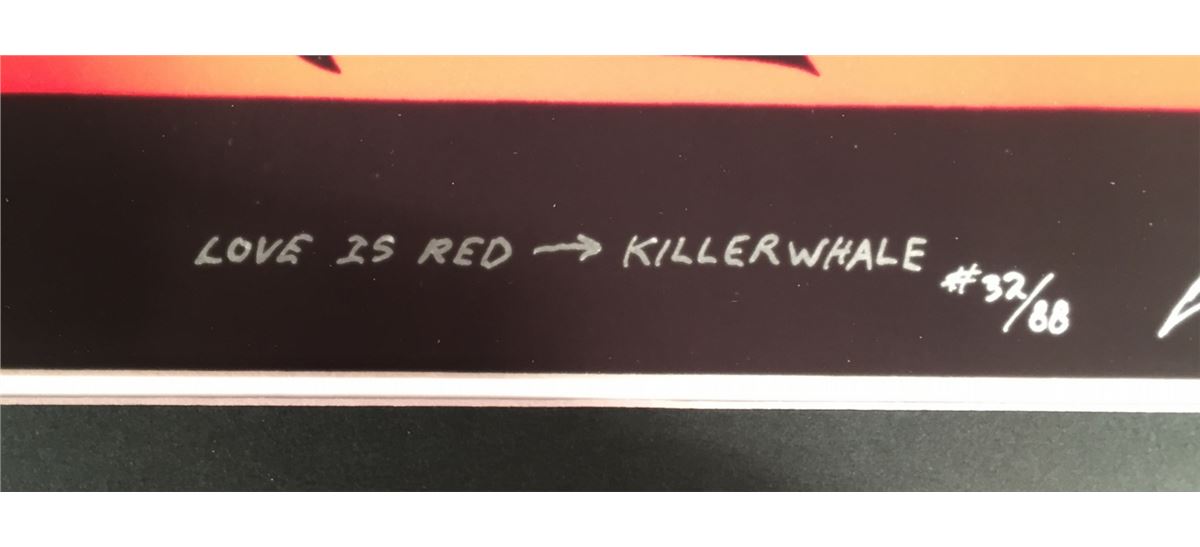 LOVE IS RED → KILLERWHALE #32/88